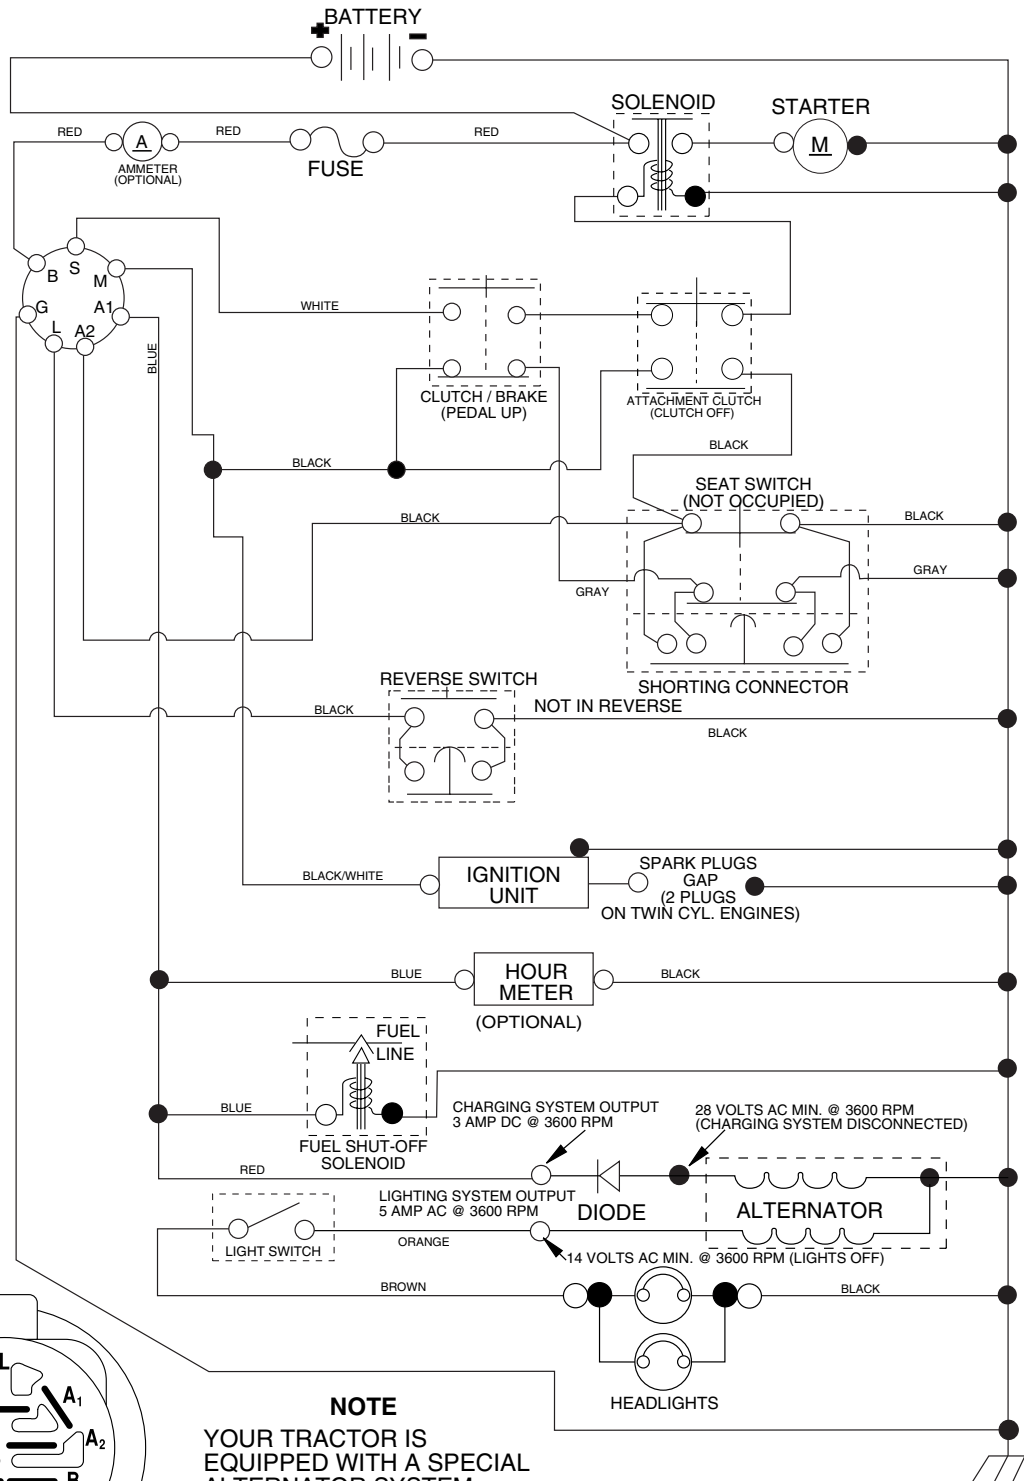 BATTERY
+ −
SOLENOID
STARTER
RED
RED
RED
A
M
AMMETER
(OPTIONAL)
FUSE
B
S
M
G
A1
L
A2
WHITE
BLUE
CLUTCH / BRAKE
(PEDAL UP)
ATTACHMENT CLUTCH
(CLUTCH OFF)
BLACK
BLACK
SEAT SWITCH
(NOT OCCUPIED)
BLACK
BLACK
GRAY
GRAY
SHORTING CONNECTOR
REVERSE SWITCH
NOT IN REVERSE
BLACK
BLACK
BLACK/WHITE
IGNITION
UNIT
SPARK PLUGS
GAP
(2 PLUGS
ON TWIN CYL. ENGINES)
BLUE
HOUR
METER
BLACK
(OPTIONAL)
FUEL
LINE
BLUE
FUEL SHUT-OFF
SOLENOID
CHARGING SYSTEM OUTPUT
3 AMP DC @ 3600 RPM
28 VOLTS AC MIN. @ 3600 RPM
(CHARGING SYSTEM DISCONNECTED)
RED
LIGHTING SYSTEM OUTPUT
5 AMP AC @ 3600 RPM
DIODE
ALTERNATOR
LIGHT SWITCH
ORANGE
14 VOLTS AC MIN. @ 3600 RPM (LIGHTS OFF)
BROWN
BLACK
HEADLIGHTS
L
A1
A2
B
NOTE
YOUR TRACTOR IS
EQUIPPED WITH A SPECIAL
ALTERNATOR SYSTEM